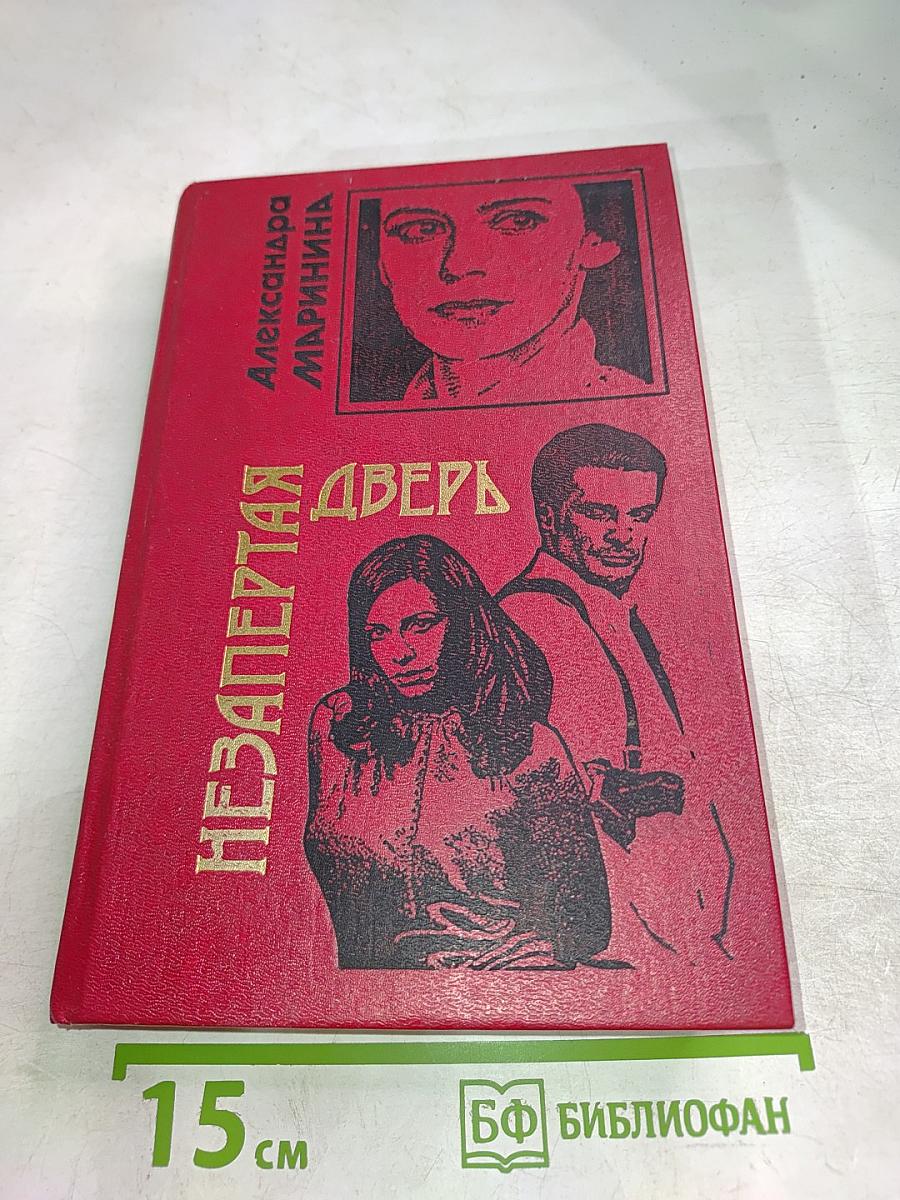 Александра
МАРИНИНА
НЕЗАПЕРТАЯ
ДВЕРЬ
15 см
БФ БИБЛИОФАН